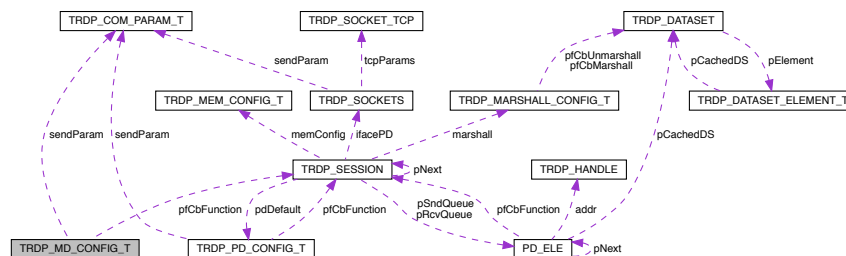 TRDP_COM_PARAM_T
TRDP_SOCKET_TCP
TRDP_DATASET
sendParam
tcpParams
pfCbUnmarshall
pfCbMarshall
pCachedDS
pElement
TRDP_MEM_CONFIG_T
TRDP_SOCKETS
TRDP_MARSHALL_CONFIG_T
TRDP_DATASET_ELEMENT_T
sendParam
sendParam
memConfig
ifacePD
marshall
pCachedDS
TRDP_SESSION
pNext
TRDP_HANDLE
pfCbFunction
pdDefault
pfCbFunction
pSndQueue
pRcvQueue
pfCbFunction
addr
TRDP_MD_CONFIG_T
TRDP_PD_CONFIG_T
PD_ELE
pNext